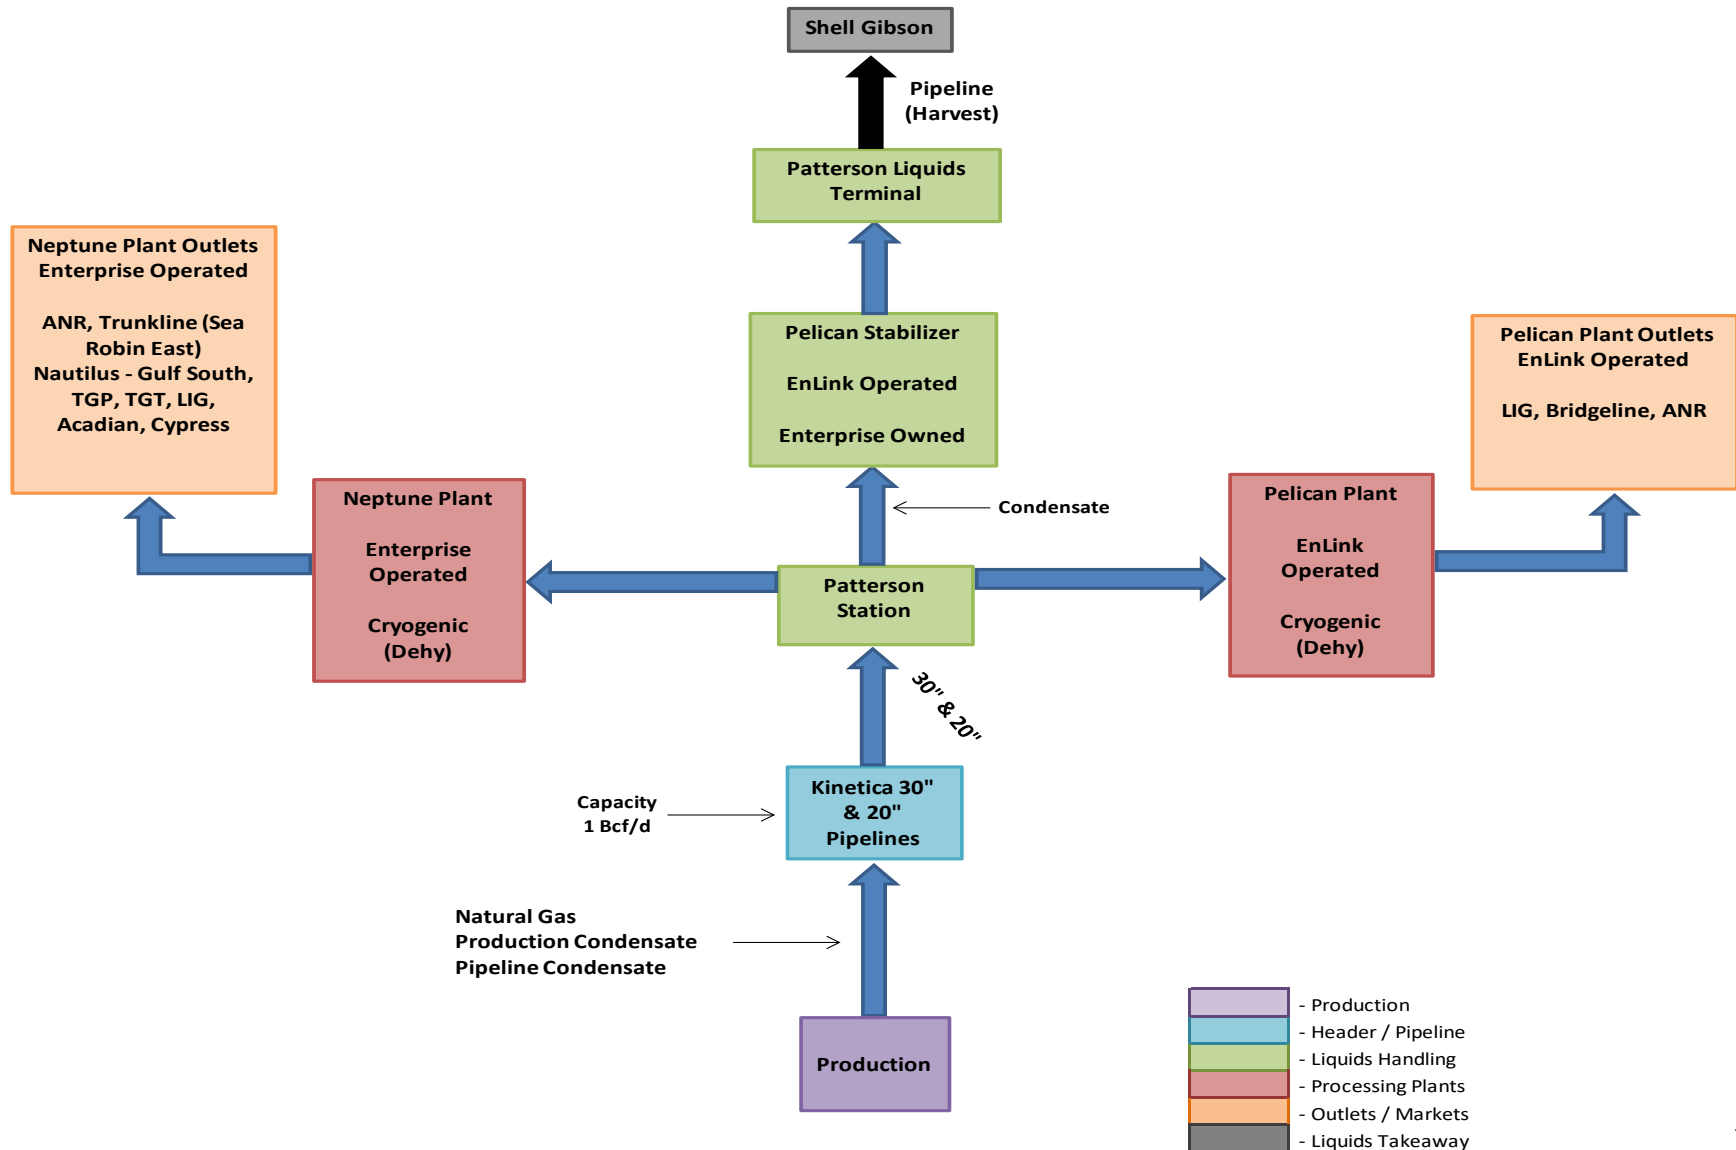 Shell Gibson
Pipeline
(Harvest)
Patterson Liquids
Terminal
Neptune Plant Outlets
Enterprise Operated
ANR, Trunkline (Sea
Robin East)
Nautilus - Gulf South,
TGP, TGT, LIG,
Acadian, Cypress
Pelican Stabilizer
EnLink Operated
Enterprise Owned
Pelican Plant Outlets
EnLink Operated
LIG, Bridgeline, ANR
Neptune Plant
Enterprise
Operated
Cryogenic
(Dehy)
Condensate
Pelican Plant
EnLink
Operated
Cryogenic
(Dehy)
Patterson
Station
30" & 20"
Kinetica 30"
& 20"
Pipelines
Capacity
1 Bcf/d
Natural Gas
Production Condensate
Pipeline Condensate
Production
- Production
- Header / Pipeline
- Liquids Handling
- Processing Plants
- Outlets / Markets
- Liquids Takeaway